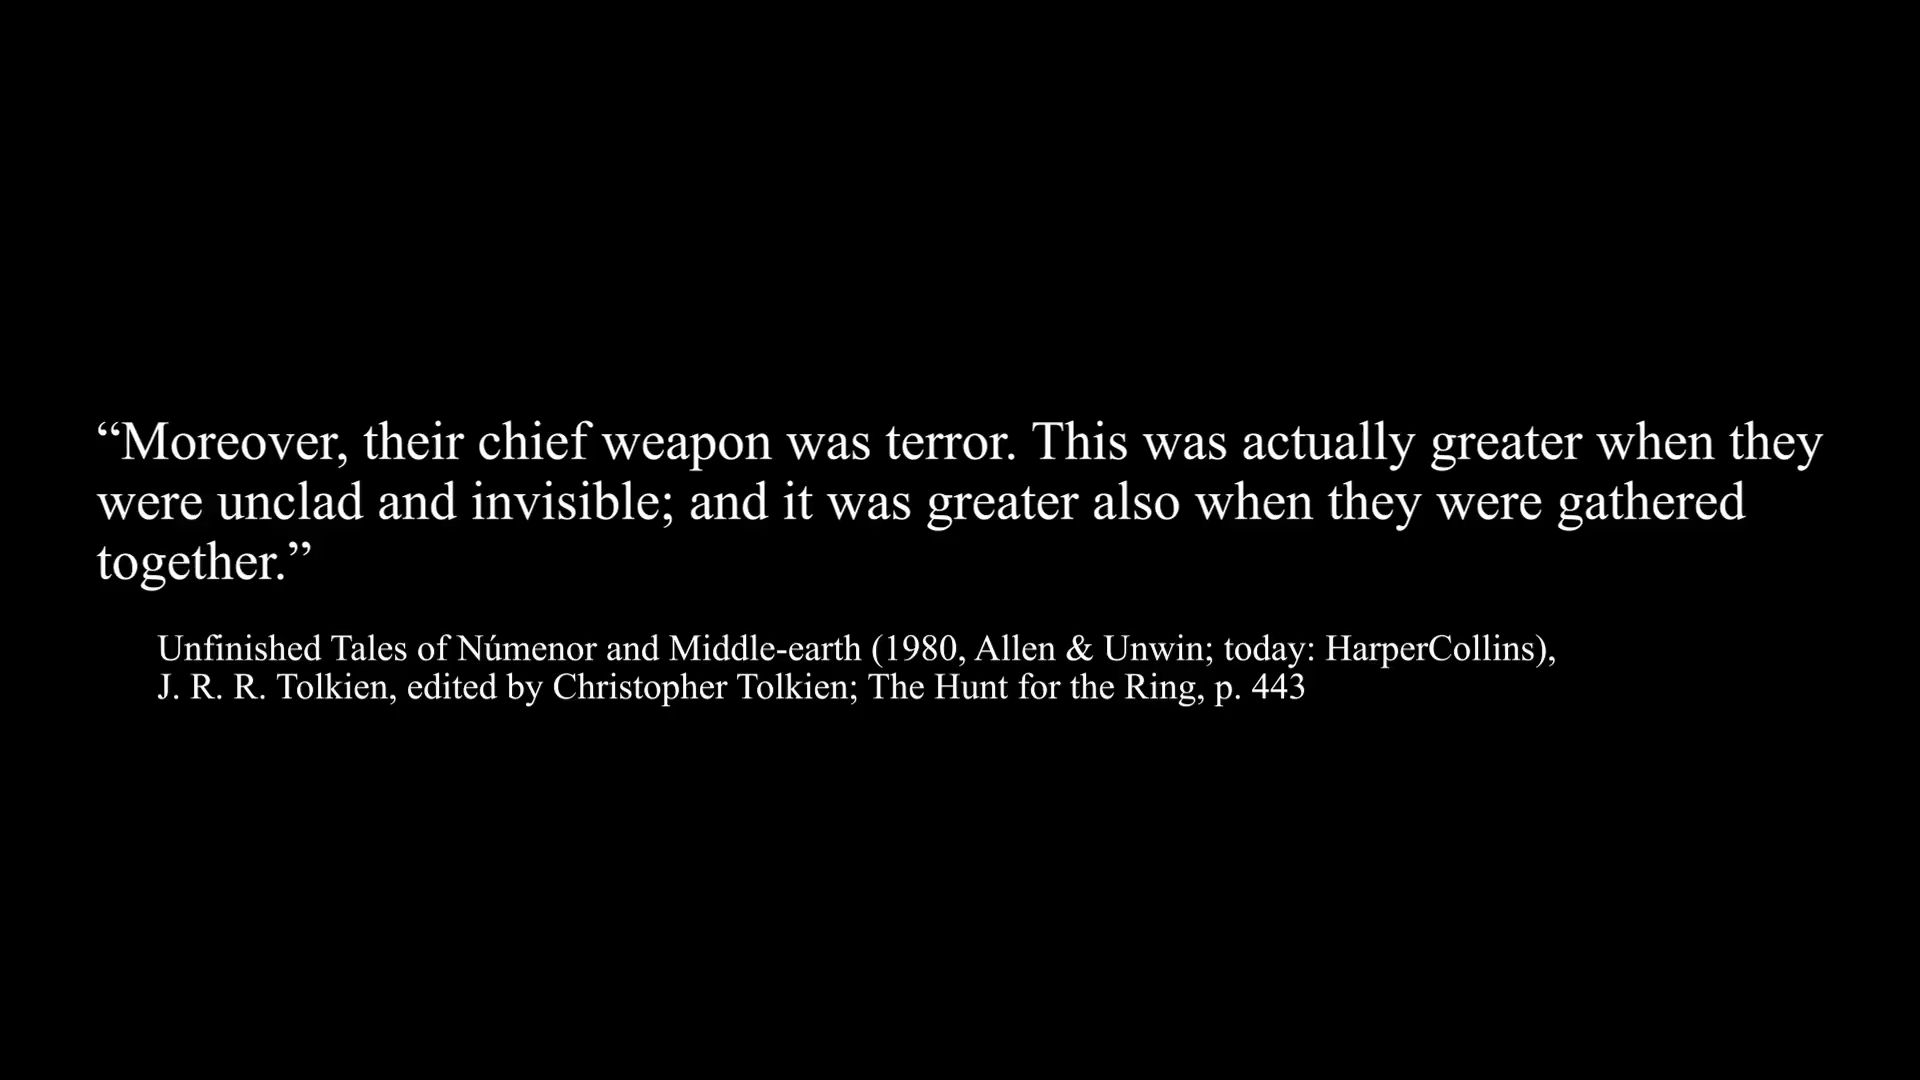 “Moreover, their chief weapon was terror. This was actually greater when they
were unclad and invisible; and it was greater also when they were gathered
together.”
Unfinished Tales of Númenor and Middle-earth (1980, Allen & Unwin; today: HarperCollins),
J. R. R. Tolkien, edited by Christopher Tolkien; The Hunt for the Ring, p. 443